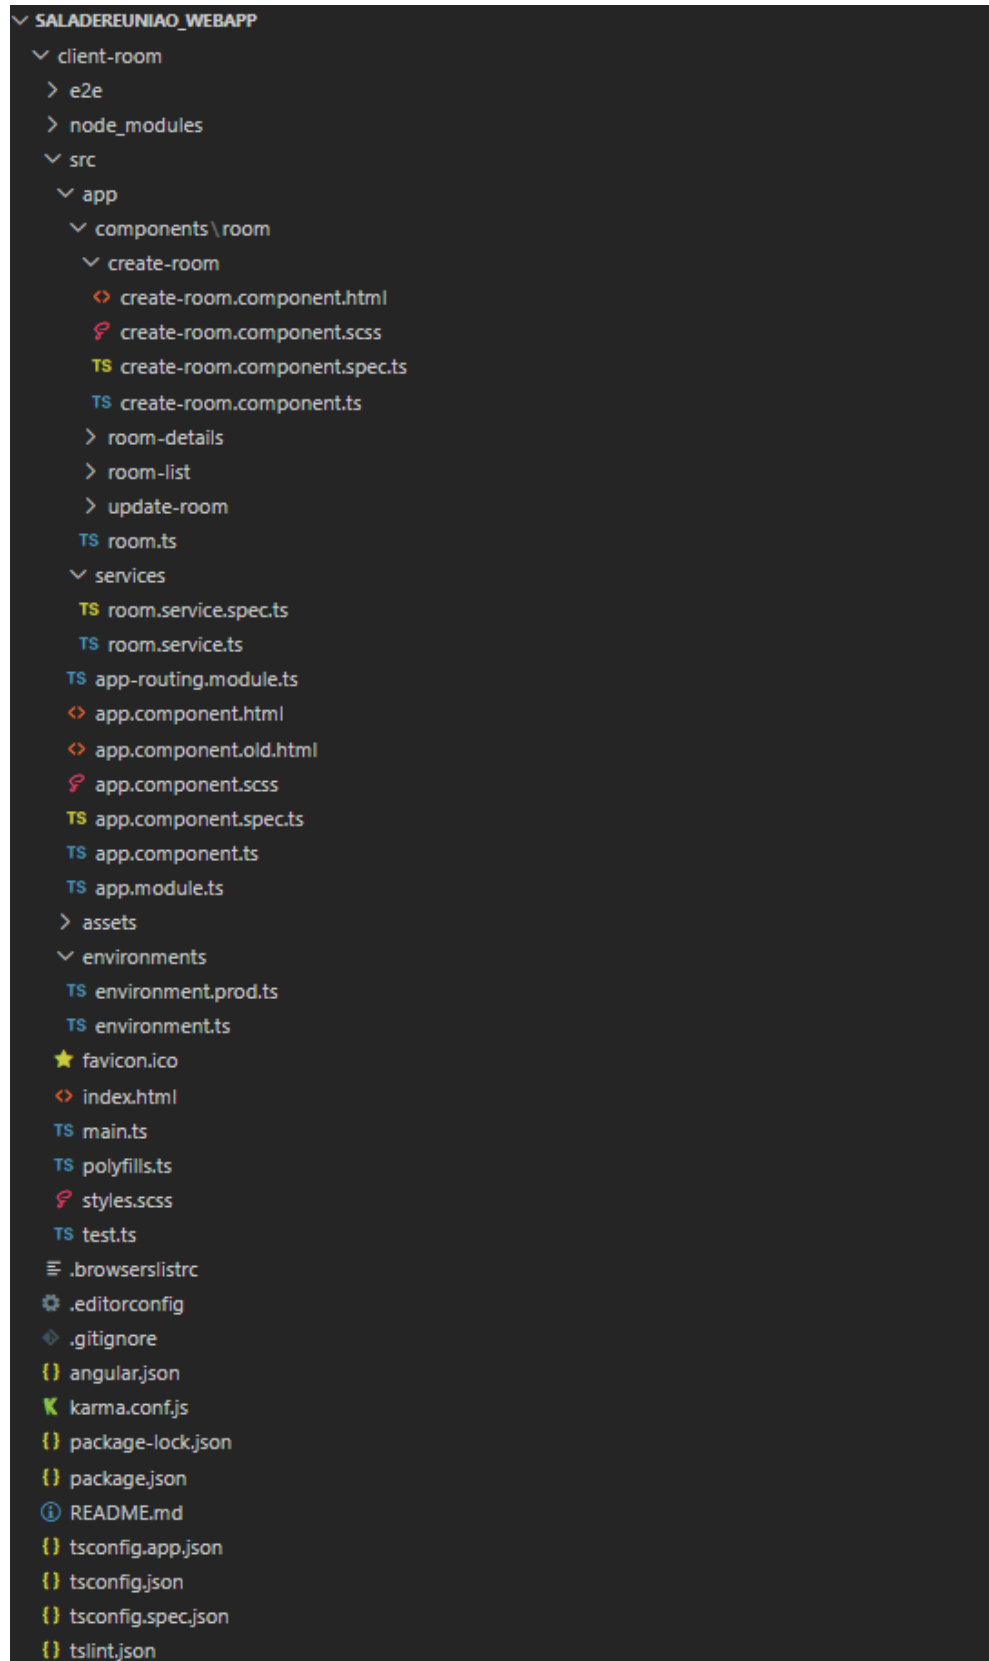 SALADEREUNIAO_WEBAPP
client-room
e2e
node_modules
src
app
components\room
create-room
<> create-room.component.html
create-room.component.scss
TS create-room.component.spec.ts
TS create-room.component.ts
room-details
room-list
update-room
TS room.ts
services
TS room.service.spec.ts
TS room.service.ts
TS app-routing.module.ts
<> app.component.html
<> app.component.old.html
app.component.scss
TS app.component.spec.ts
TS app.component.ts
TS app.module.ts
assets
environments
TS environment.prod.ts
TS environment.ts
favicon.ico
<> index.html
TS main.ts
TS polyfills.ts
styles.scss
TS test.ts
.browserslistrc
.editorconfig
.gitignore
{} angular.json
karma.conf.js
{} package-lock.json
{} package.json
README.md
{} tsconfig.app.json
{} tsconfig.json
{} tsconfig.spec.json
{} tslint.json